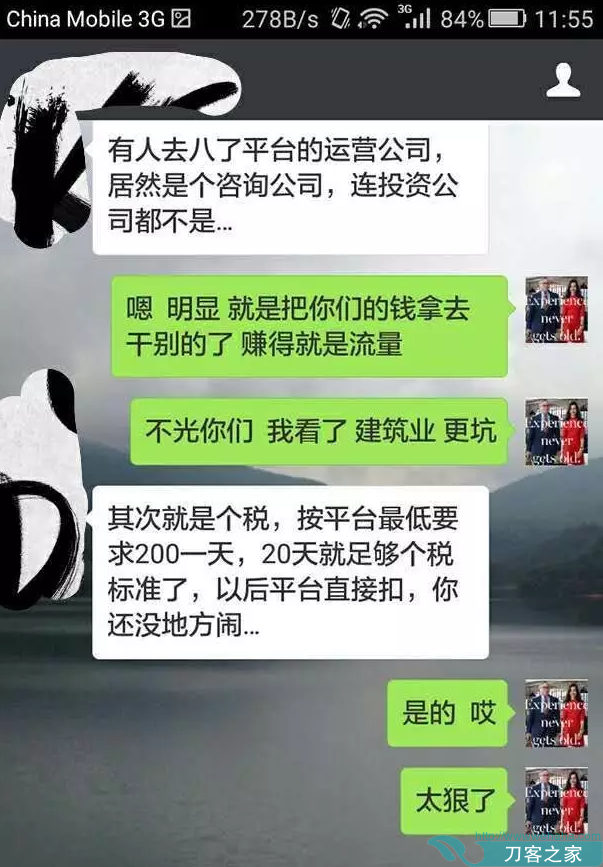 China Mobile 3G 278B/s 3G 84% 11:55
有人去八了平台的运营公司，
居然是个咨询公司，连投资公
司都不是...
嗯 明显 就是把你们的钱拿去
干别的了 赚得就是流量
Experience
never
gets old.
不光你们 我看了 建筑业 更坑
Experience
never
gets old.
其次就是个税，按平台最低要
求200一天，20天就足够个税
标准了，以后平台直接扣，你
还没地方闹...
是的 哎
Experience
never
gets old.
太狠了
Experience
never
gets old.
刀客之家